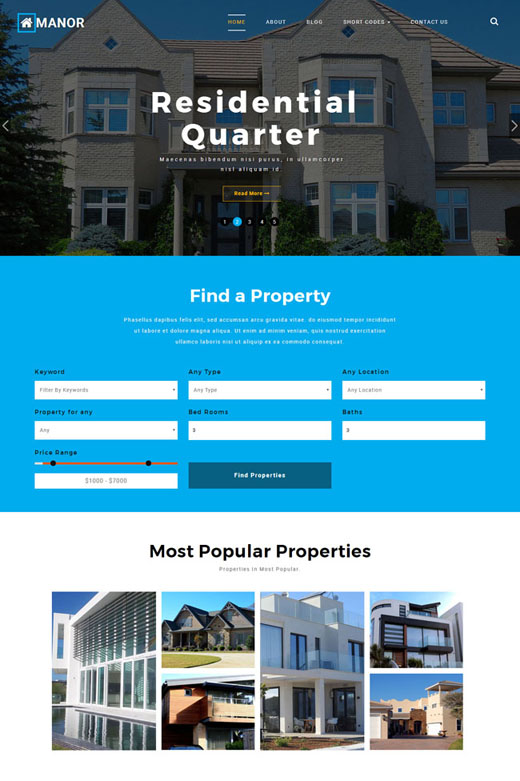 MANOR
HOME ABOUT BLOG SHORT CODES CONTACT US
Residential
Quarter
Maecenas bibendum nisi purus, in ullamcorper
nisl aliquam id.
Read More
1 2 3 4 5
Find a Property
Phasellus dapibus felis elit, sed accumsan arcu gravida vitae. do eiusmod tempor incididunt
ut labore et dolore magna aliqua. Ut enim ad minim veniam, quis nostrud exercitation
ullamco laboris nisi ut aliquip ex ea commodo consequat.
Keyword Any Type Any Location
Filter By Keywords Any Type Any Location
Property for any Bed Rooms Baths
Any 3 3
Price Range
$1000 - $7000 Find Properties
Most Popular Properties
Properties In Most Popular